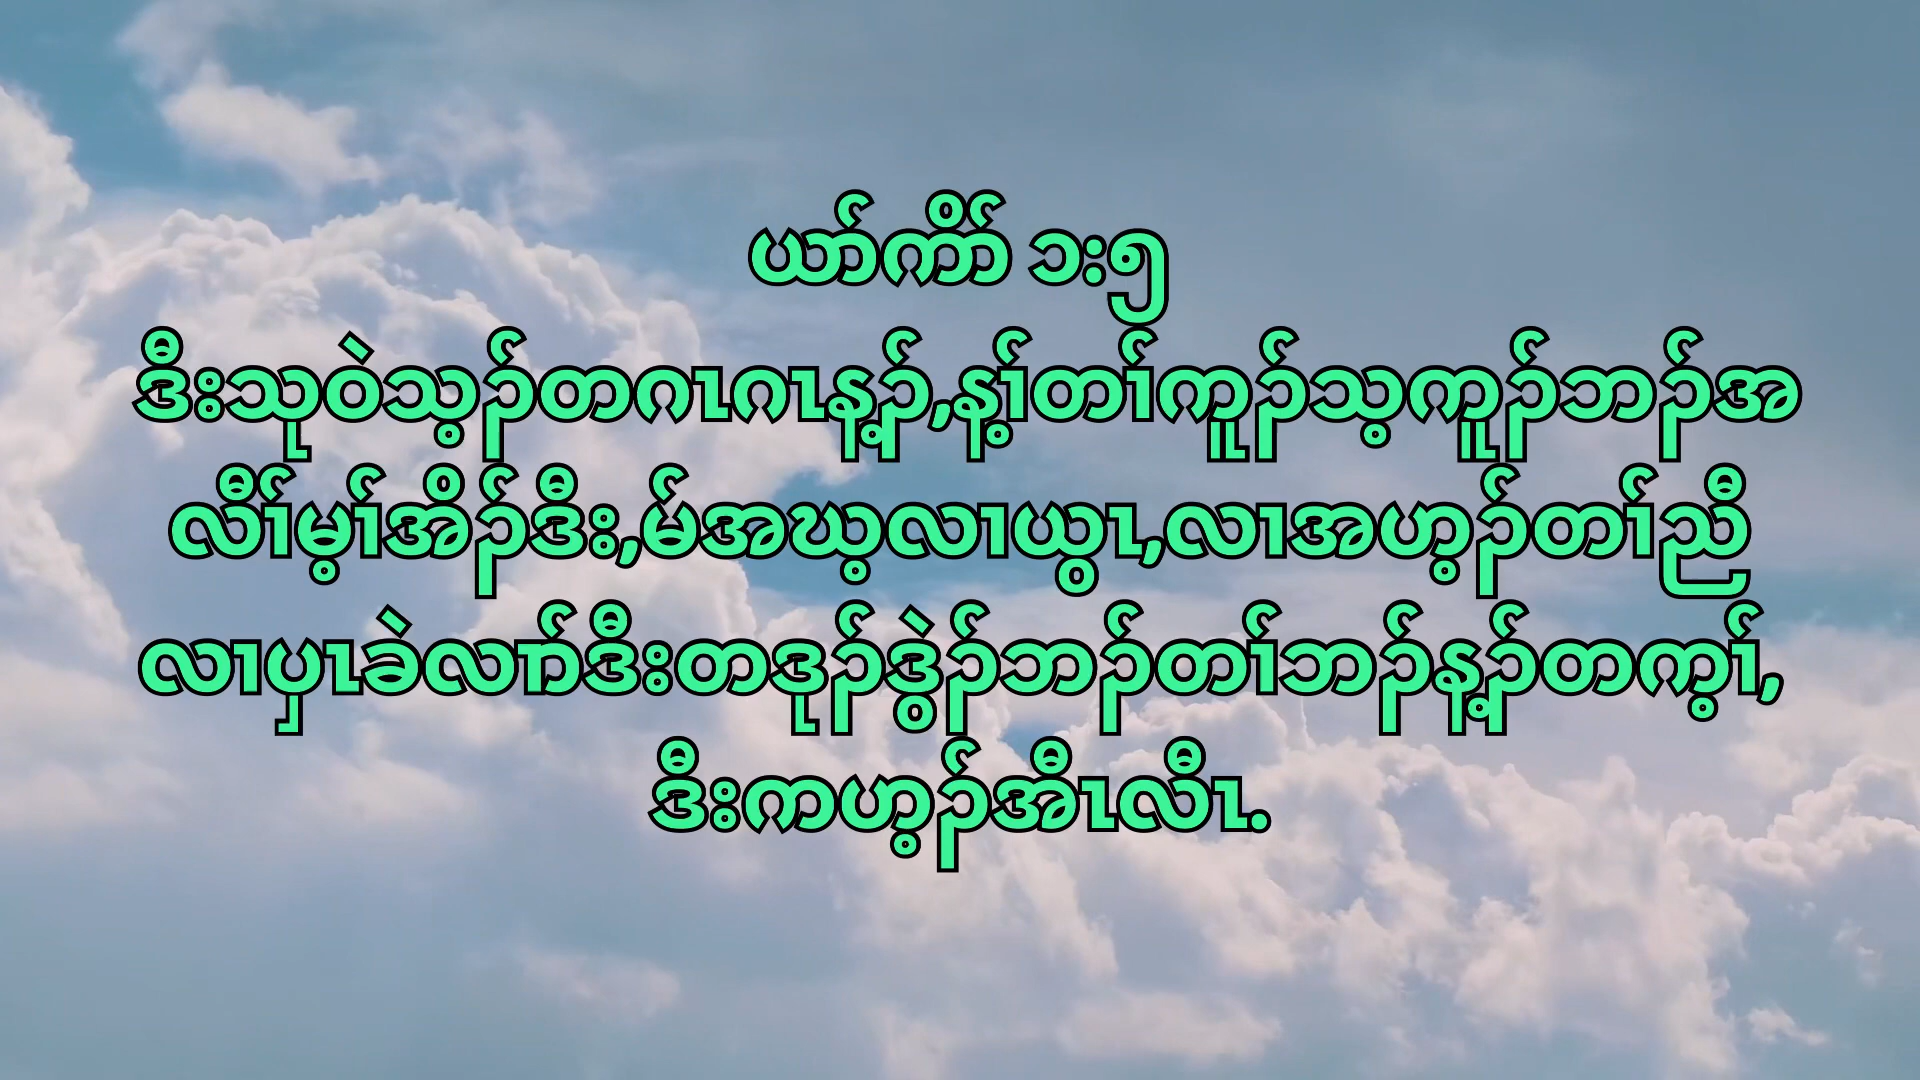 ယာ်ကိာ် ၁း၅
ဒီးသုဝဲသ့ၣ်တဂၤဂၤန့ၣ်,န့ၢ်တၢ်ကူၣ်သ့ကူၣ်ဘၣ်အ
လီၢ်မ့ၢ်အိၣ်ဒီး,မ်အဃ့လၢယွၤ,လၢအဟ့ၣ်တၢ်ညီ
လၢပှၤခဲလၢာ်ဒီးတဒုၣ်ဒွဲၣ်ဘၣ်တၢ်ဘၣ်န့ၣ်တက့ၢ်,
ဒီးကဟ့ၣ်အီၤလီၤ.